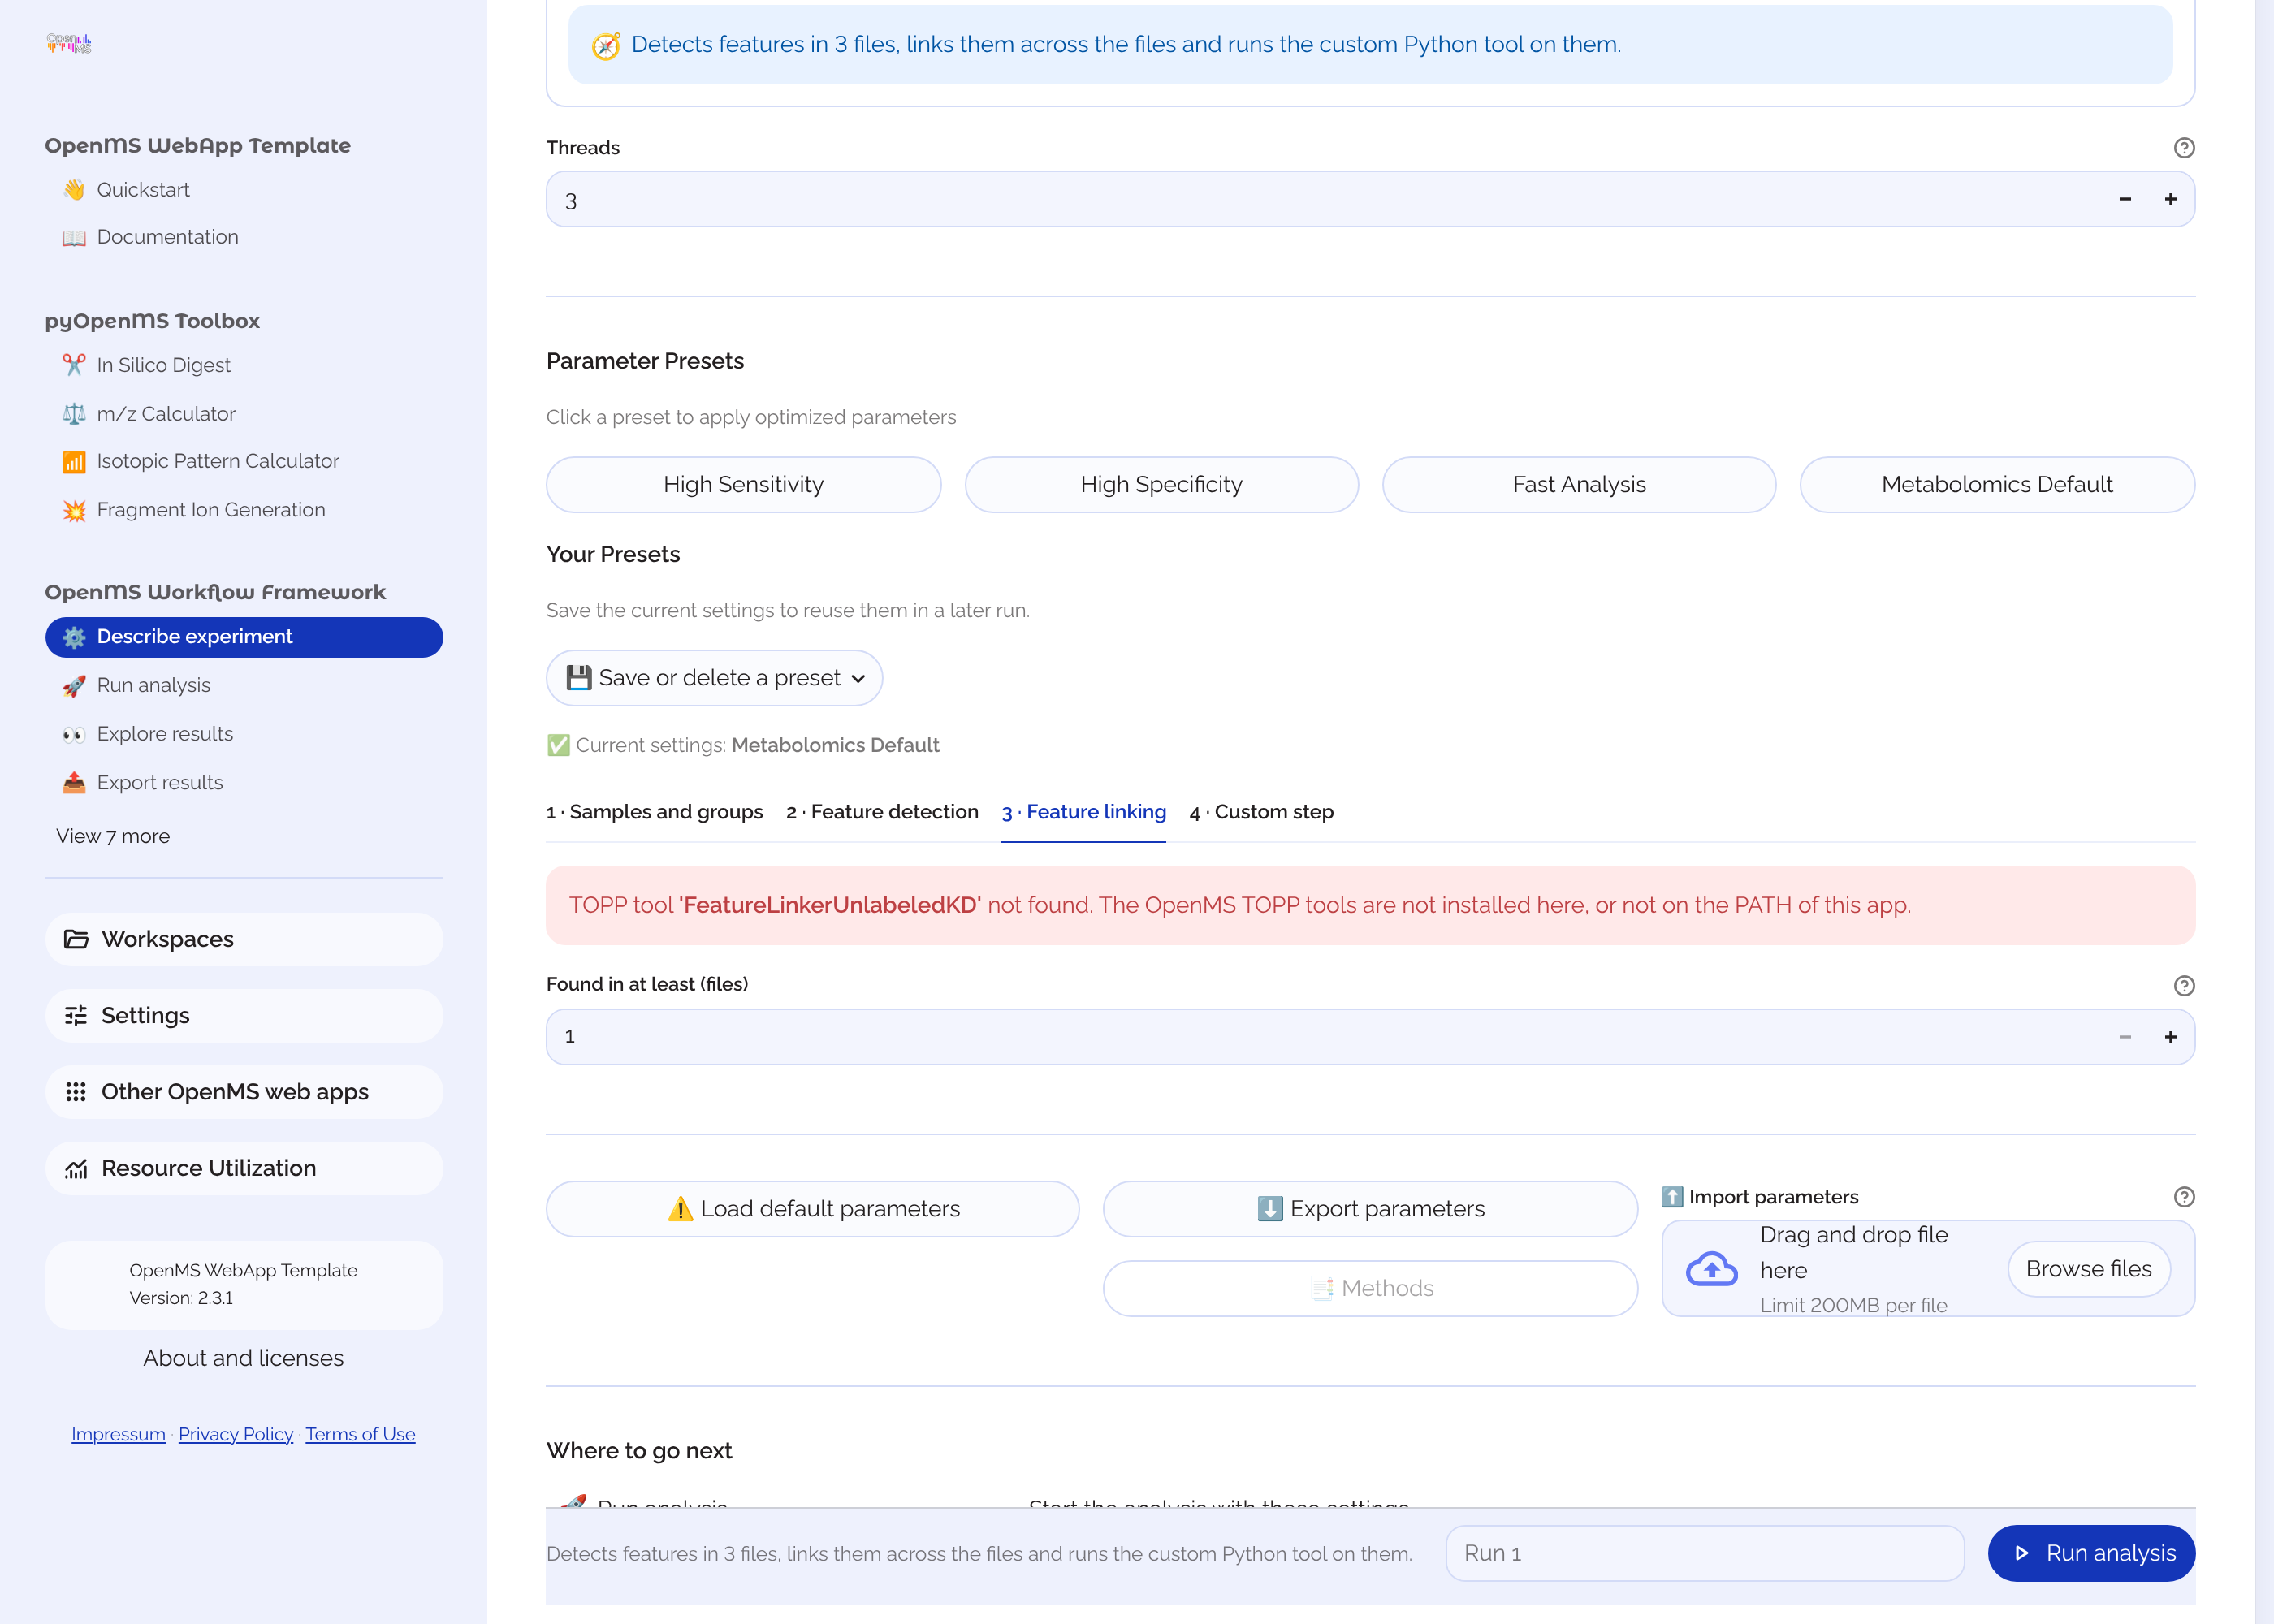 OpenMS
OpenMS WebApp Template
Quickstart
Documentation
pyOpenMS Toolbox
In Silico Digest
m/z Calculator
Isotopic Pattern Calculator
Fragment Ion Generation
OpenMS Workflow Framework
Describe experiment
Run analysis
Explore results
Export results
View 7 more
Workspaces
Settings
Other OpenMS web apps
Resource Utilization
OpenMS WebApp Template
Version: 2.3.1
About and licenses
Impressum · Privacy Policy · Terms of Use
Detects features in 3 files, links them across the files and runs the custom Python tool on them.
Threads
3
Parameter Presets
Click a preset to apply optimized parameters
High Sensitivity
High Specificity
Fast Analysis
Metabolomics Default
Your Presets
Save the current settings to reuse them in a later run.
Save or delete a preset
Current settings: Metabolomics Default
1 · Samples and groups
2 · Feature detection
3 · Feature linking
4 · Custom step
TOPP tool 'FeatureLinkerUnlabeledKD' not found. The OpenMS TOPP tools are not installed here, or not on the PATH of this app.
Found in at least (files)
1
Load default parameters
Export parameters
Methods
Import parameters
Drag and drop file
here
Limit 200MB per file
Browse files
Where to go next
Run analysis
Start the analysis with these settings.
Detects features in 3 files, links them across the files and runs the custom Python tool on them.
Run 1
Run analysis